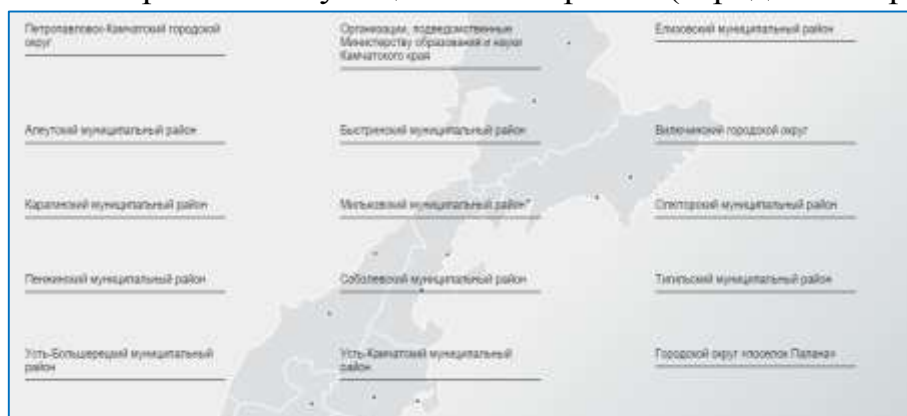 Петропавловск-Камчатский городской
округ
Организации, подведомственные
Министерству образования и науки
Камчатского края
Елизовский муниципальный район
Алеутский муниципальный район
Быстринский муниципальный район
Вилючинский городской округ
Карагинский муниципальный район
Мильковский муниципальный район*
Олюторский муниципальный район
Пенжинский муниципальный район
Соболевский муниципальный район
Тигильский муниципальный район
Усть-Большерецкий муниципальный
район
Усть-Камчатский муниципальный
район
Городской округ «поселок Палана»